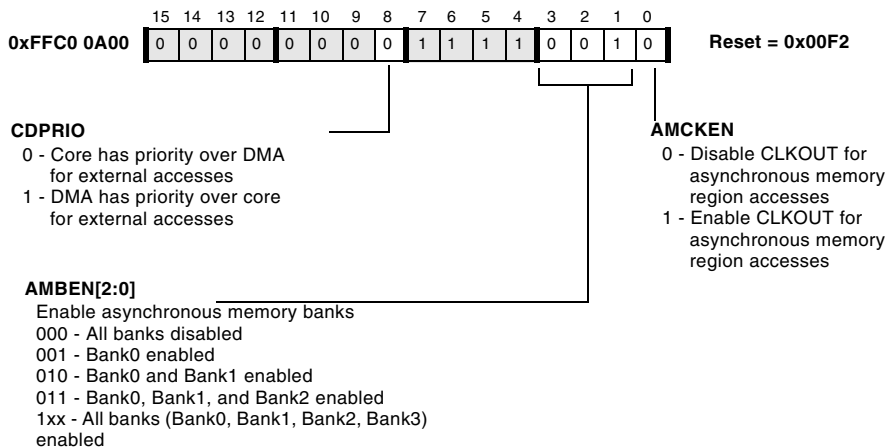 15 14 13 12 11 10 9 8 7 6 5 4 3 2 1 0
0xFFC0 0A00 0 0 0 0 0 0 0 0 1 1 1 1 0 0 1 0 Reset = 0x00F2
CDPRIO
0 - Core has priority over DMA
for external accesses
1 - DMA has priority over core
for external accesses
AMCKEN
0 - Disable CLKOUT for
asynchronous memory
region accesses
1 - Enable CLKOUT for
asynchronous memory
region accesses
AMBEN[2:0]
Enable asynchronous memory banks
000 - All banks disabled
001 - Bank0 enabled
010 - Bank0 and Bank1 enabled
011 - Bank0, Bank1, and Bank2 enabled
1xx - All banks (Bank0, Bank1, Bank2, Bank3)
enabled